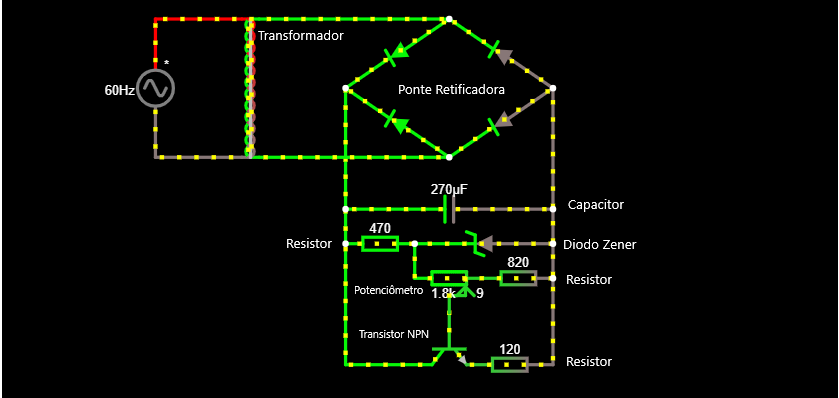 Transformador
*
60Hz
Ponte Retificadora
270μF
Capacitor
470
Resistor
Diodo Zener
820
Resistor
Potenciômetro
1.8k
9
Transistor NPN
120
Resistor